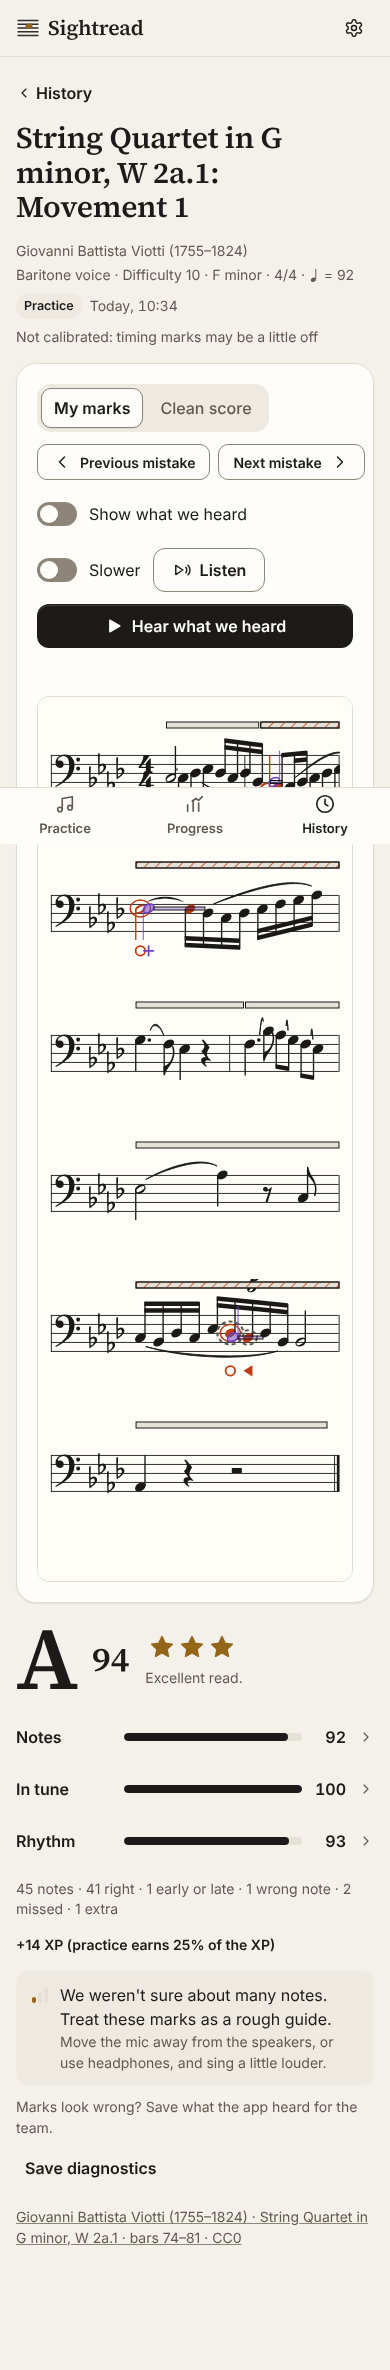 Sightread
History
String Quartet in G
minor, W 2a.1:
Movement 1
Giovanni Battista Viotti (1755–1824)
Baritone voice · Difficulty 10 · F minor · 4/4 · ♩ = 92
Practice Today, 10:34
Not calibrated: timing marks may be a little off
My marks Clean score
Previous mistake Next mistake
Show what we heard
Slower Listen
Hear what we heard
Practice Progress History
5
A 94
Excellent read.
Notes 92
In tune 100
Rhythm 93
45 notes · 41 right · 1 early or late · 1 wrong note · 2
missed · 1 extra
+14 XP (practice earns 25% of the XP)
We weren't sure about many notes.
Treat these marks as a rough guide.
Move the mic away from the speakers, or
use headphones, and sing a little louder.
Marks look wrong? Save what the app heard for the
team.
Save diagnostics
Giovanni Battista Viotti (1755–1824) · String Quartet in
G minor, W 2a.1 · bars 74–81 · CC0